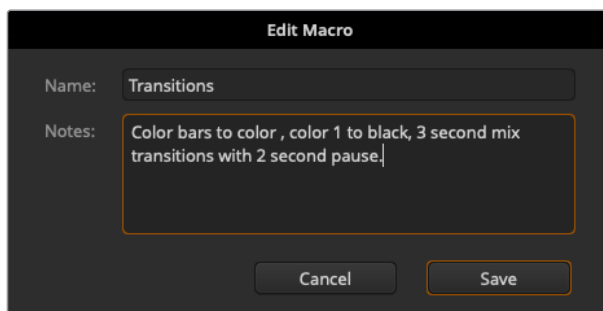 Edit Macro
Name: Transitions
Notes: Color bars to color , color 1 to black, 3 second mix
transitions with 2 second pause.
Cancel Save